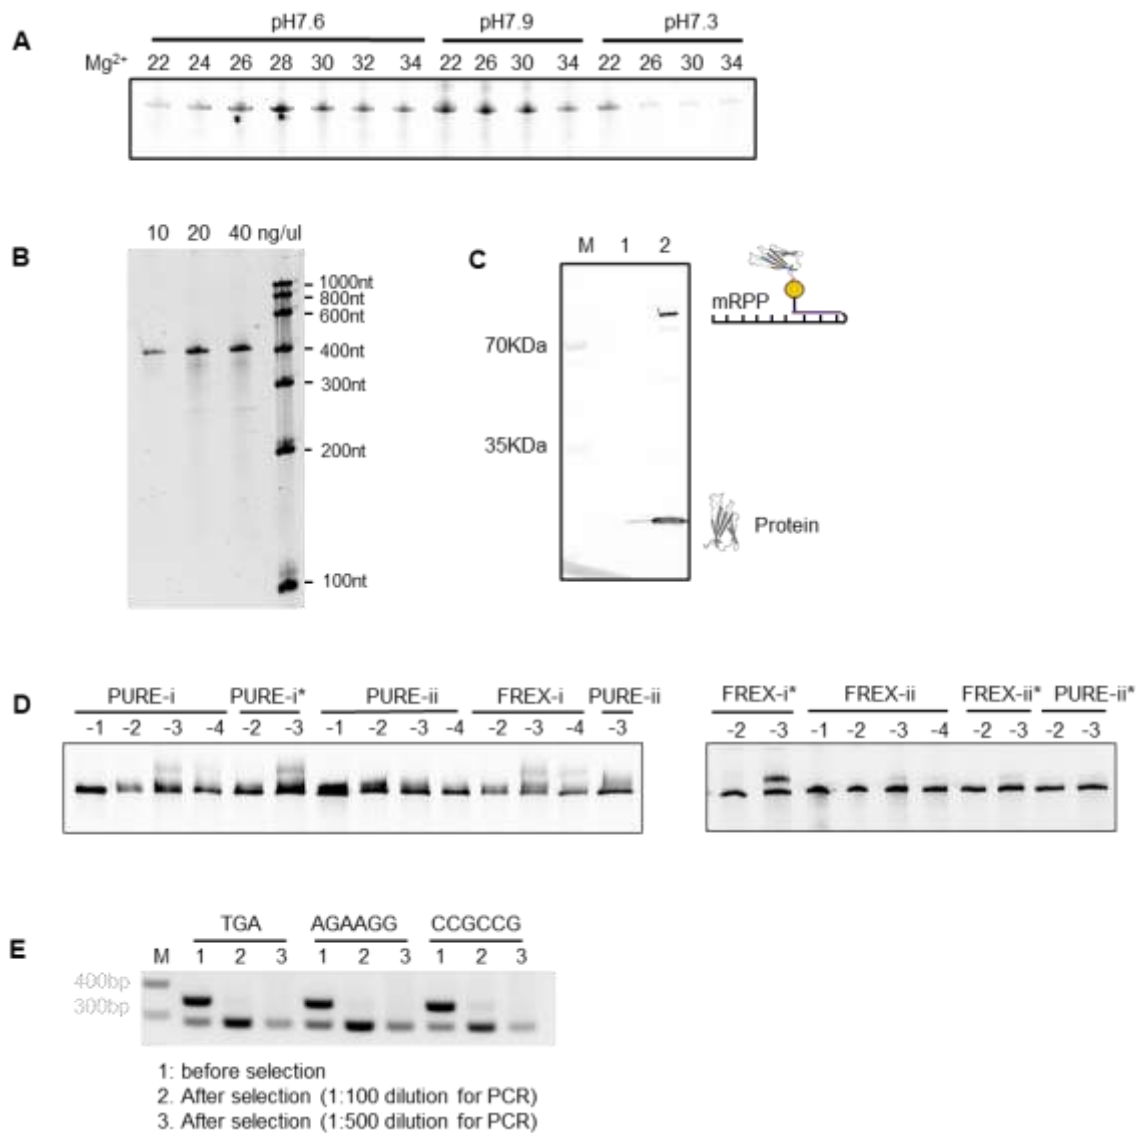 A
pH7.6 pH7.9 pH7.3
Mg²⁺ 22 24 26 28 30 32 34 22 26 30 34 22 26 30 34
B
10 20 40 ng/ul
1000nt
800nt
600nt
400nt
300nt
200nt
100nt
C
M 1 2
70KDa
35KDa
mRPP
Protein
D
PURE-i PURE-i* PURE-ii FREX-i PURE-ii
-1 -2 -3 -4 -2 -3 -1 -2 -3 -4 -2 -3 -4 -3
FREX-i* FREX-ii FREX-ii* PURE-ii*
-2 -3 -1 -2 -3 -4 -2 -3 -2 -3
E
TGA AGAAGG CCGCCG
M 1 2 3 1 2 3 1 2 3
400bp
300bp
1: before selection
2. After selection (1:100 dilution for PCR)
3. After selection (1:500 dilution for PCR)